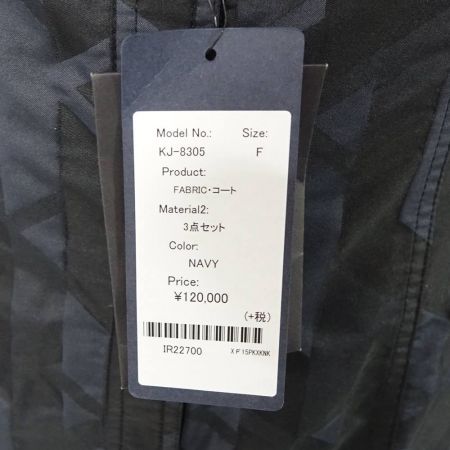 Model No.: Size:
KJ-8305 F
Product:
FABRIC・コート
Material2:
3点セット
Color:
NAVY
Price:
¥120,000
(+税)
IR22700 XP15PKXKNK